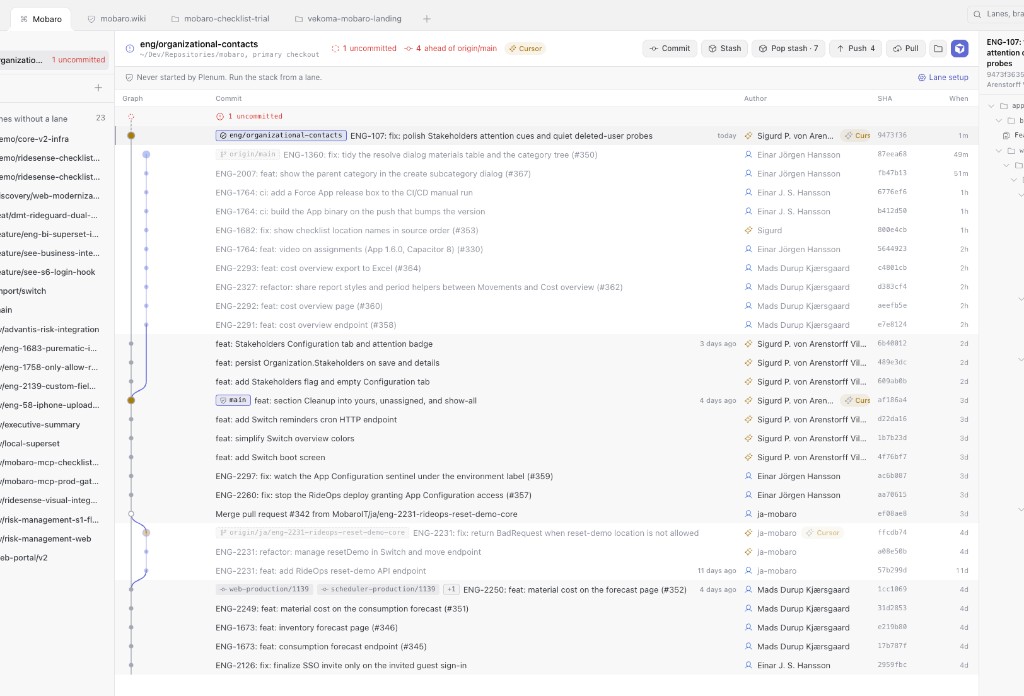 Mobaro
mobaro.wiki
mobaro-checklist-trial
vekoma-mobaro-landing
Lanes, bra
rganizatio... 1 uncommitted
nes without a lane 23
emo/core-v2-infra
emo/ridesense-checklist...
emo/ridesense-checklist...
iscovery/web-moderniza...
eat/dmt-rideguard-dual-...
eature/eng-bi-superset-i...
eature/see-business-inte...
eature/see-s6-login-hook
mport/switch
ain
/advantis-risk-integration
/eng-1683-purematic-i...
/eng-1758-only-allow-r...
/eng-2139-custom-fiel...
/eng-58-iphone-upload...
/executive-summary
/local-superset
/mobaro-mcp-checklist...
/mobaro-mcp-prod-gat...
/ridesense-visual-integ...
/risk-management-s1-fi...
/risk-management-web
eb-portal/v2
eng/organizational-contacts
~/Dev/Repositories/mobaro, primary checkout
1 uncommitted
4 ahead of origin/main
Cursor
Commit
Stash
Pop stash · 7
Push 4
Pull
Never started by Plenum. Run the stack from a lane.
Lane setup
Graph Commit Author SHA When
1 uncommitted
eng/organizational-contacts ENG-107: fix: polish Stakeholders attention cues and quiet deleted-user probes today Sigurd P. von Aren... Curs 9473f36 1m
origin/main ENG-1360: fix: tidy the resolve dialog materials table and the category tree (#350) Einar Jörgen Hansson 87eea68 49m
ENG-2007: feat: show the parent category in the create subcategory dialog (#367) Einar Jörgen Hansson fb47b13 51m
ENG-1764: ci: add a Force App release box to the CI/CD manual run Einar J. S. Hansson 6776ef6 1h
ENG-1764: ci: build the App binary on the push that bumps the version Einar J. S. Hansson b412d50 1h
ENG-1682: fix: show checklist location names in source order (#353) Sigurd 800e4cb 1h
ENG-1764: feat: video on assignments (App 1.6.0, Capacitor 8) (#330) Einar Jörgen Hansson 5644923 2h
ENG-2293: feat: cost overview export to Excel (#364) Mads Durup Kjærsgaard c4801cb 2h
ENG-2327: refactor: share report styles and period helpers between Movements and Cost overview (#362) Mads Durup Kjærsgaard d383cf4 2h
ENG-2292: feat: cost overview page (#360) Mads Durup Kjærsgaard aeefb5e 2h
ENG-2291: feat: cost overview endpoint (#358) Mads Durup Kjærsgaard e7e8124 2h
feat: Stakeholders Configuration tab and attention badge 3 days ago Sigurd P. von Arenstorff Vil... 6b40812 2d
feat: persist Organization.Stakeholders on save and details Sigurd P. von Arenstorff Vil... 489e3dc 2d
feat: add Stakeholders flag and empty Configuration tab Sigurd P. von Arenstorff Vil... 609ab0b 2d
main feat: section Cleanup into yours, unassigned, and show-all 4 days ago Sigurd P. von Aren... Curs af186a4 3d
feat: add Switch reminders cron HTTP endpoint Sigurd P. von Arenstorff Vil... d22da16 3d
feat: simplify Switch overview colors Sigurd P. von Arenstorff Vil... 1b7b23d 3d
feat: add Switch boot screen Sigurd P. von Arenstorff Vil... 4f76bf7 3d
ENG-2297: fix: watch the App Configuration sentinel under the environment label (#359) Einar Jörgen Hansson ac6b087 3d
ENG-2260: fix: stop the RideOps deploy granting App Configuration access (#357) Einar Jörgen Hansson aa70615 3d
Merge pull request #342 from MobaroIT/ja/eng-2231-rideops-reset-demo-core ja-mobaro ef08ae8 3d
origin/ja/eng-2231-rideops-reset-demo-core ENG-2231: fix: return BadRequest when reset-demo location is not allowed ja-mobaro Cursor ffcdb74 4d
ENG-2231: refactor: manage resetDemo in Switch and move endpoint ja-mobaro a08e50b 4d
ENG-2231: feat: add RideOps reset-demo API endpoint 11 days ago ja-mobaro 57b299d 11d
web-production/1139 scheduler-production/1139 +1 ENG-2250: feat: material cost on the forecast page (#352) 4 days ago Mads Durup Kjærsgaard 1cc1069 4d
ENG-2249: feat: material cost on the consumption forecast (#351) Mads Durup Kjærsgaard 31d2853 4d
ENG-1673: feat: inventory forecast page (#346) Mads Durup Kjærsgaard e219b80 4d
ENG-1673: feat: consumption forecast endpoint (#345) Mads Durup Kjærsgaard 17b787f 4d
ENG-2126: fix: finalize SSO invite only on the invited guest sign-in Einar J. S. Hansson 2950fbc 4d
ENG-107:
attention c
probes
9473f3635
Arenstorff V
app
b
Fea
w